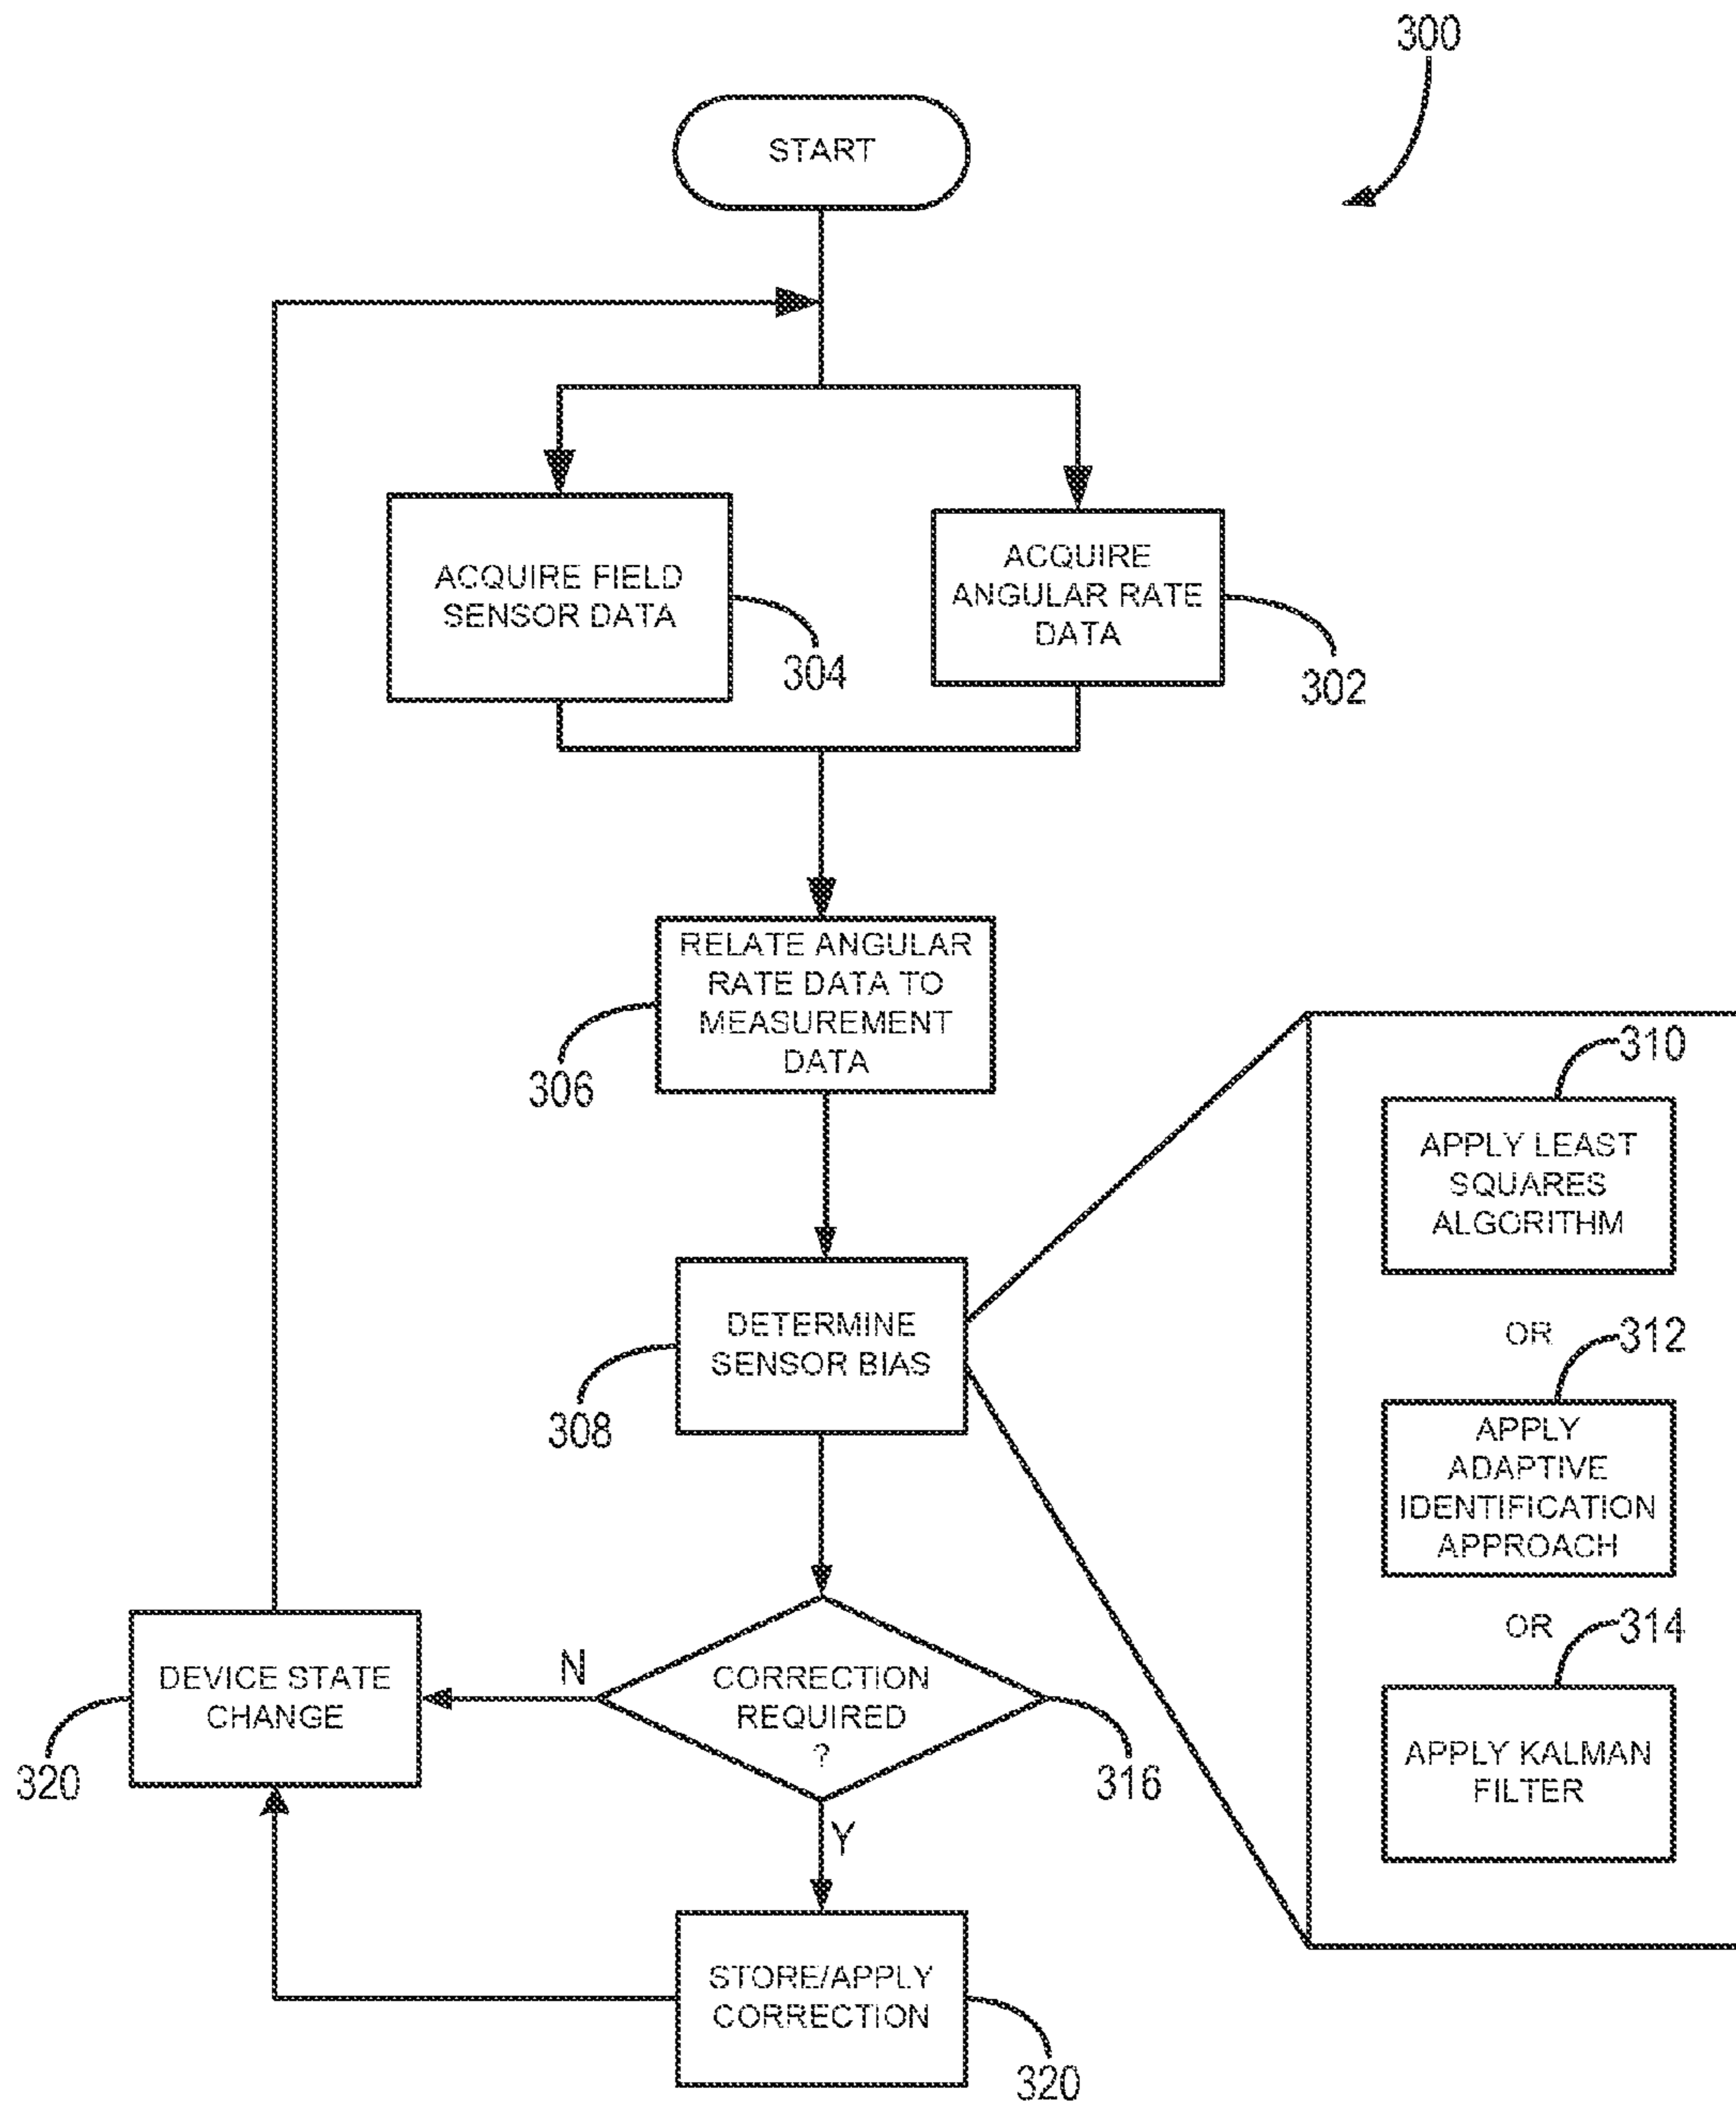 300
START
ACQUIRE FIELD
SENSOR DATA
304
ACQUIRE
ANGULAR RATE
DATA
302
RELATE ANGULAR
RATE DATA TO
MEASUREMENT
DATA
306
DETERMINE
SENSOR BIAS
308
310
APPLY LEAST
SQUARES
ALGORITHM
OR
312
APPLY
ADAPTIVE
IDENTIFICATION
APPROACH
OR
314
APPLY KALMAN
FILTER
CORRECTION
REQUIRED
?
316
N
Y
DEVICE STATE
CHANGE
320
STORE/APPLY
CORRECTION
320